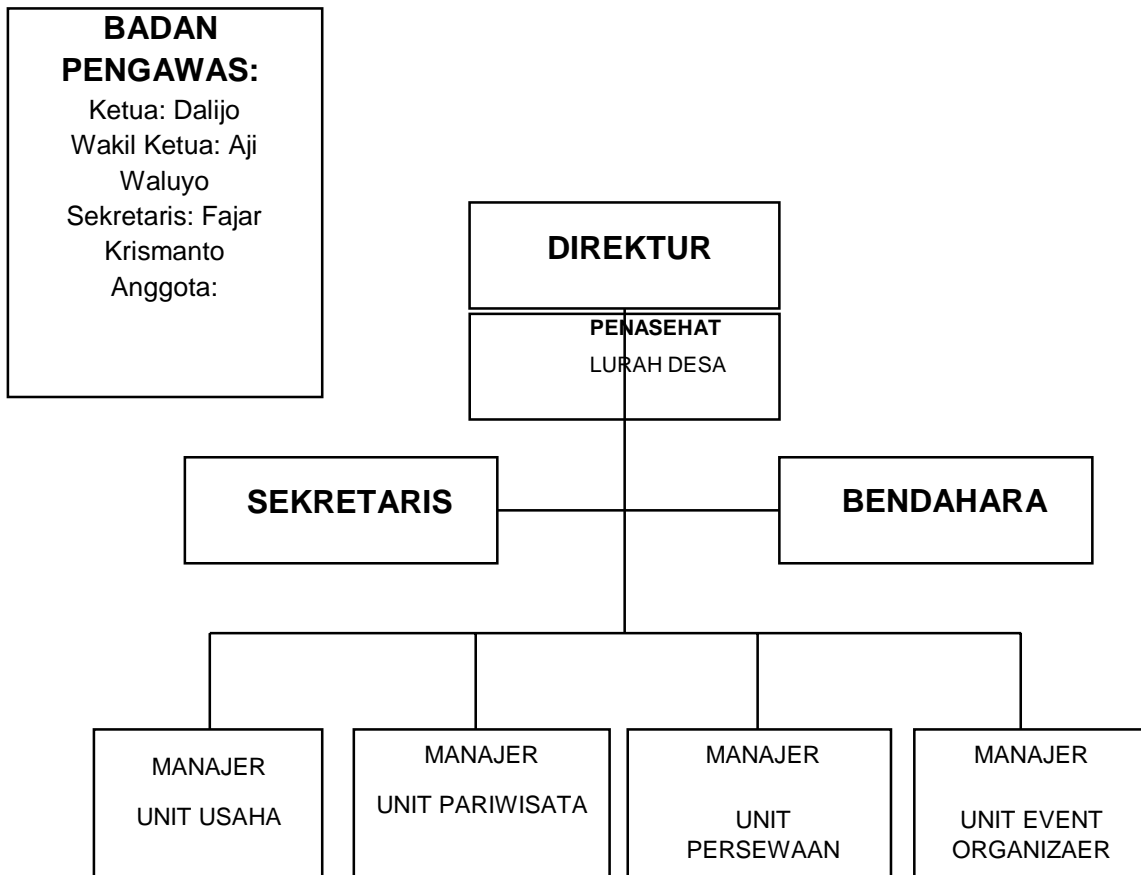 BADAN
PENGAWAS:
Ketua: Dalijo
Wakil Ketua: Aji
Waluyo
Sekretaris: Fajar
Krismanto
Anggota:
DIREKTUR
PENASEHAT
LURAH DESA
SEKRETARIS
BENDAHARA
MANAJER
UNIT USAHA
MANAJER
UNIT PARIWISATA
MANAJER
UNIT
PERSEWAAN
MANAJER
UNIT EVENT
ORGANIZAER